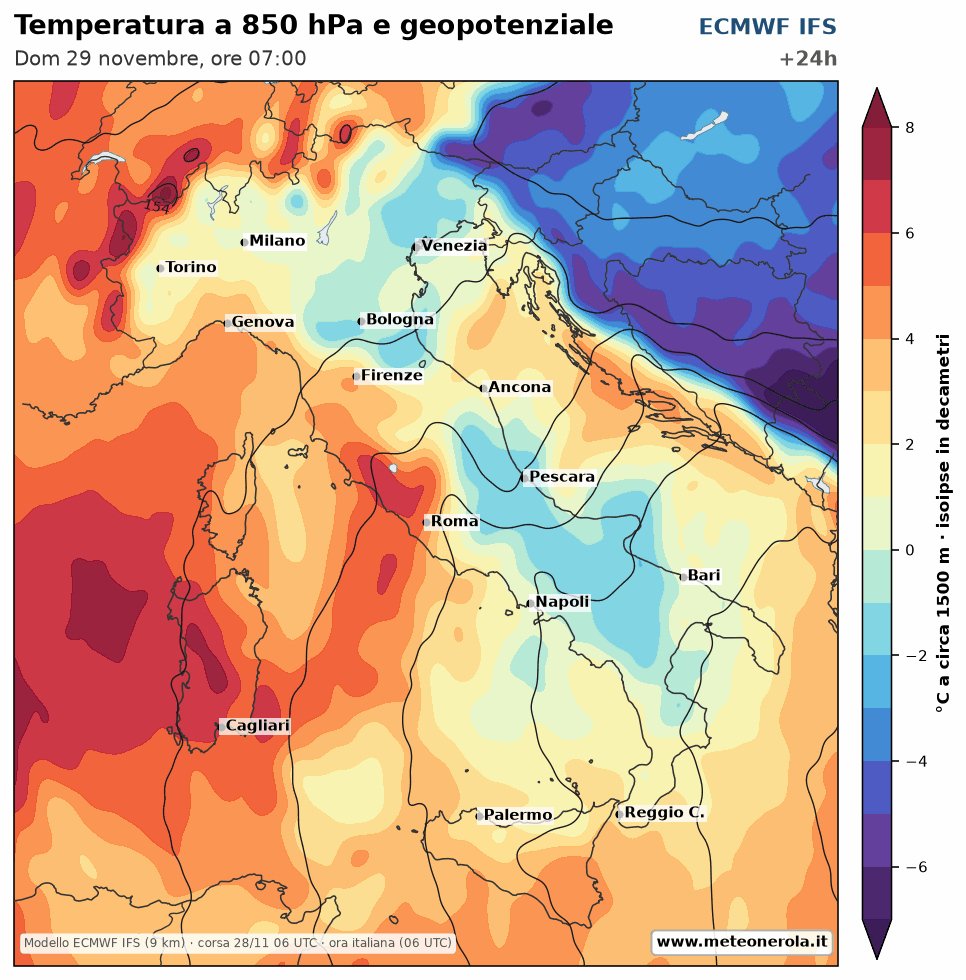 Temperatura a 850 hPa e geopotenziale
ECMWF IFS
Dom 29 novembre, ore 07:00
+24h
154
Milano
Venezia
Torino
Genova
Bologna
Firenze
Ancona
Pescara
Roma
Bari
Napoli
Cagliari
Palermo
Reggio C.
8
6
4
2
0
−2
−4
−6
°C a circa 1500 m · isoipse in decametri
Modello ECMWF IFS (9 km) · corsa 28/11 06 UTC · ora italiana (06 UTC)
www.meteonerola.it